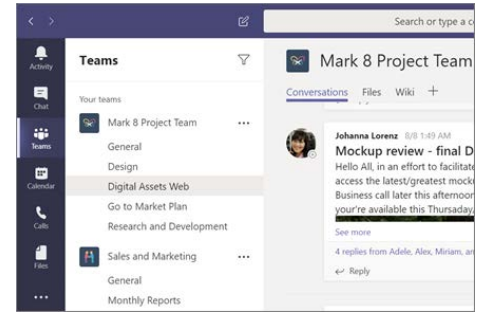 Search or type a
Activity
Chat
Teams
Calendar
Calls
Files
Teams
Your teams
Mark 8 Project Team
General
Design
Digital Assets Web
Go to Market Plan
Research and Development
Sales and Marketing
General
Monthly Reports
Mark 8 Project Team
Conversations Files Wiki
Johanna Lorenz 8/8 1:49 AM
Mockup review - final D
Hello All, in an effort to facilitate
access the latest/greatest mock
Business call later this afternoon
your're available this Thursday,
See more
4 replies from Adele, Alex, Miriam, an
Reply